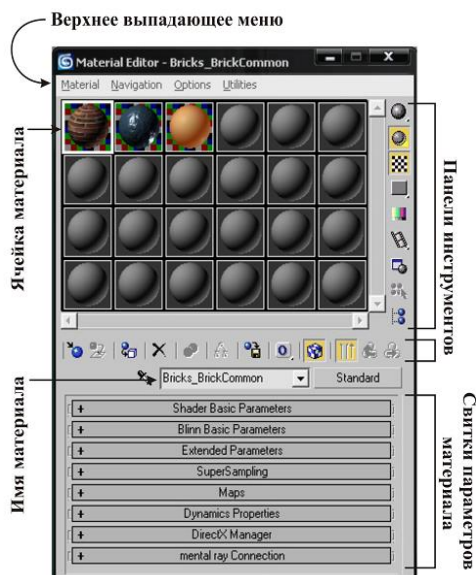 Верхнее выпадающее меню
Material Editor - Bricks_BrickCommon
Material Navigation Options Utilities
Ячейка материала
Панели инструментов
Имя материала
Bricks_BrickCommon
Standard
Shader Basic Parameters
Blinn Basic Parameters
Extended Parameters
SuperSampling
Maps
Dynamics Properties
DirectX Manager
mental ray Connection
Свитки параметров
материала